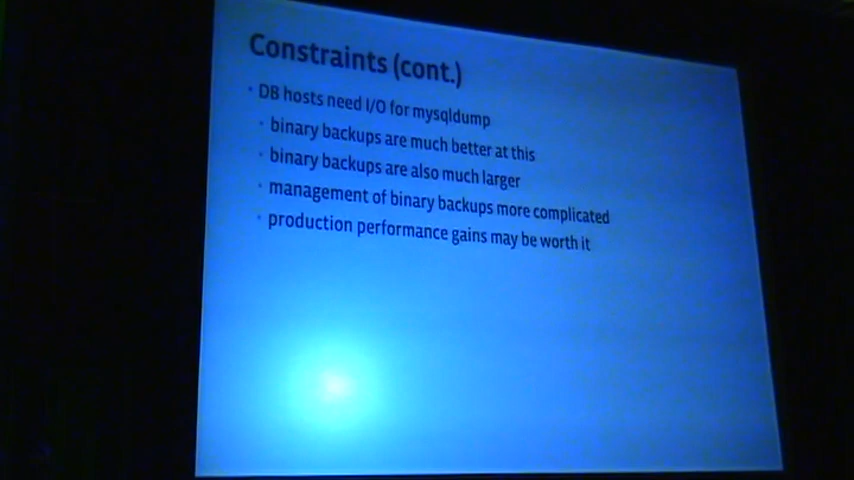 Constraints (cont.)
· DB hosts need I/O for mysqldump
· binary backups are much better at this
· binary backups are also much larger
· management of binary backups more complicated
· production performance gains may be worth it